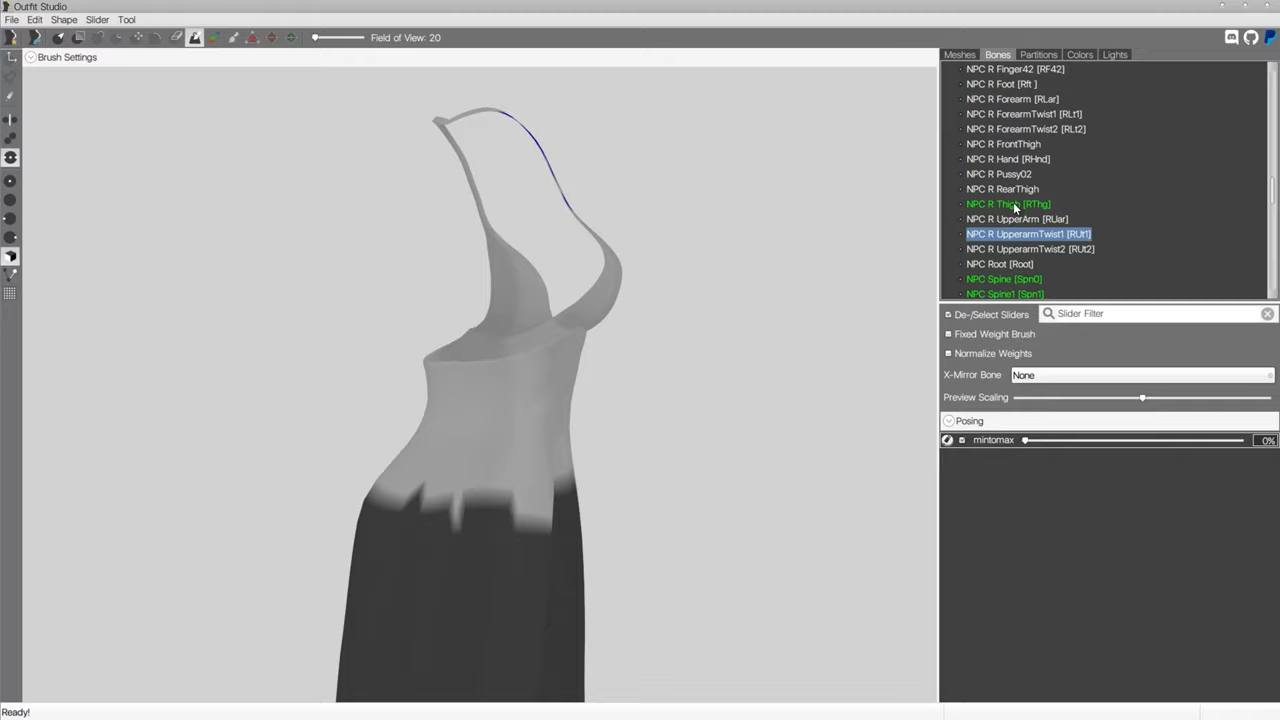 Outfit Studio
File Edit Shape Slider Tool
Field of View: 20
Brush Settings
Meshes Bones Partitions Colors Lights
NPC R Finger42 [RF42]
NPC R Foot [Rft ]
NPC R Forearm [RLar]
NPC R ForearmTwist1 [RLt1]
NPC R ForearmTwist2 [RLt2]
NPC R FrontThigh
NPC R Hand [RHnd]
NPC R Pussy02
NPC R RearThigh
NPC R Thigh [RThg]
NPC R UpperArm [RUar]
NPC R UpperarmTwist1 [RUt1]
NPC R UpperarmTwist2 [RUt2]
NPC Root [Root]
NPC Spine [Spn0]
NPC Spine1 [Spn1]
De-/Select Sliders Slider Filter
Fixed Weight Brush
Normalize Weights
X-Mirror Bone None
Preview Scaling
Posing
mintomax 0%
Ready!